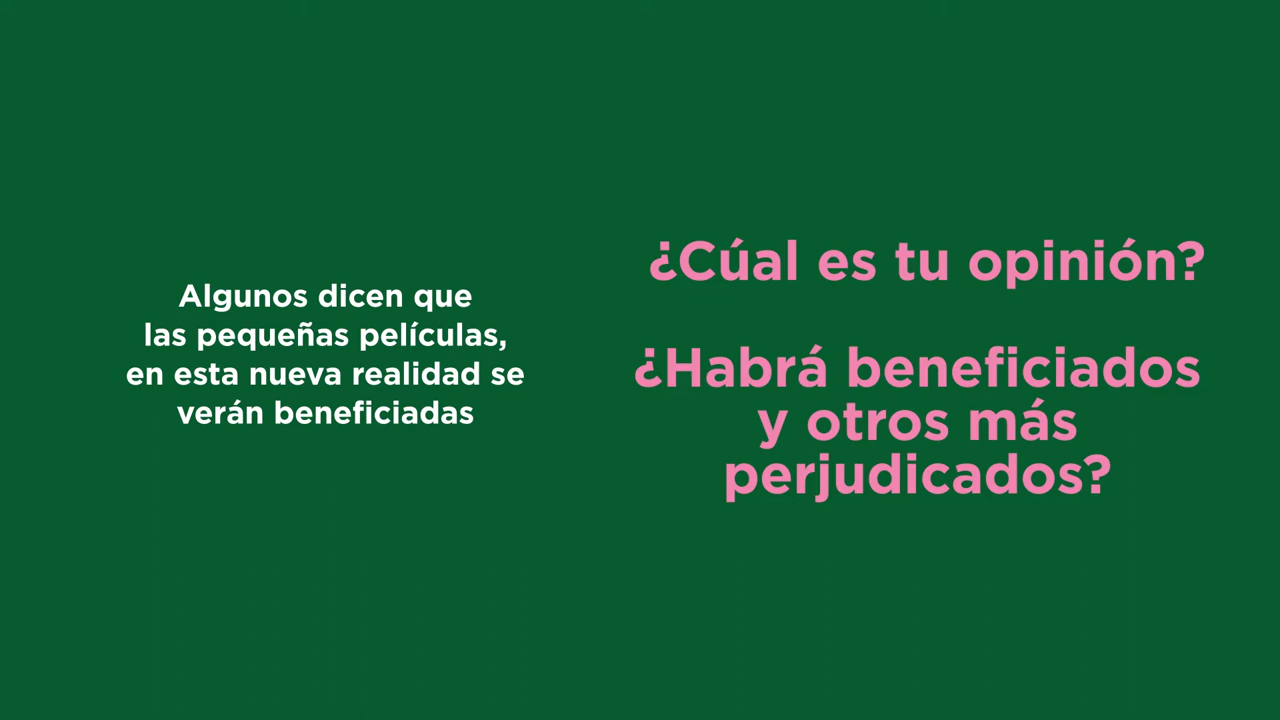 Algunos dicen que
las pequeñas películas,
en esta nueva realidad se
verán beneficiadas
¿Cúal es tu opinión?
¿Habrá beneficiados
y otros más
perjudicados?